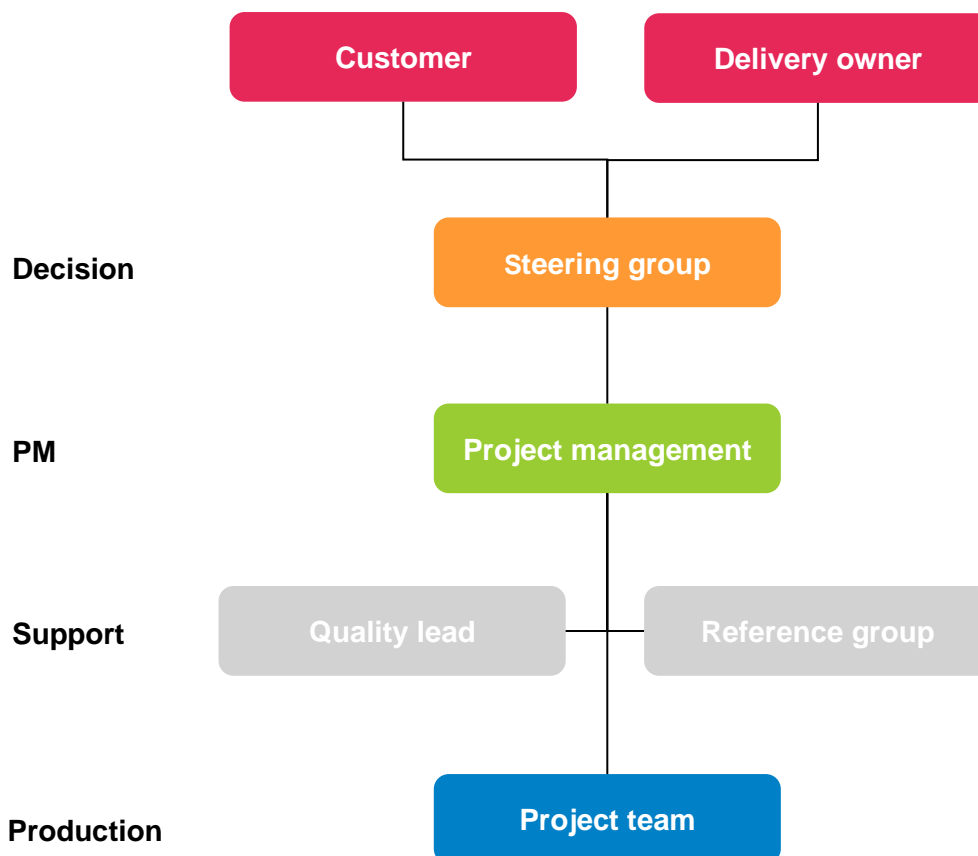 Customer
Delivery owner
Decision
Steering group
PM
Project management
Support
Quality lead
Reference group
Production
Project team